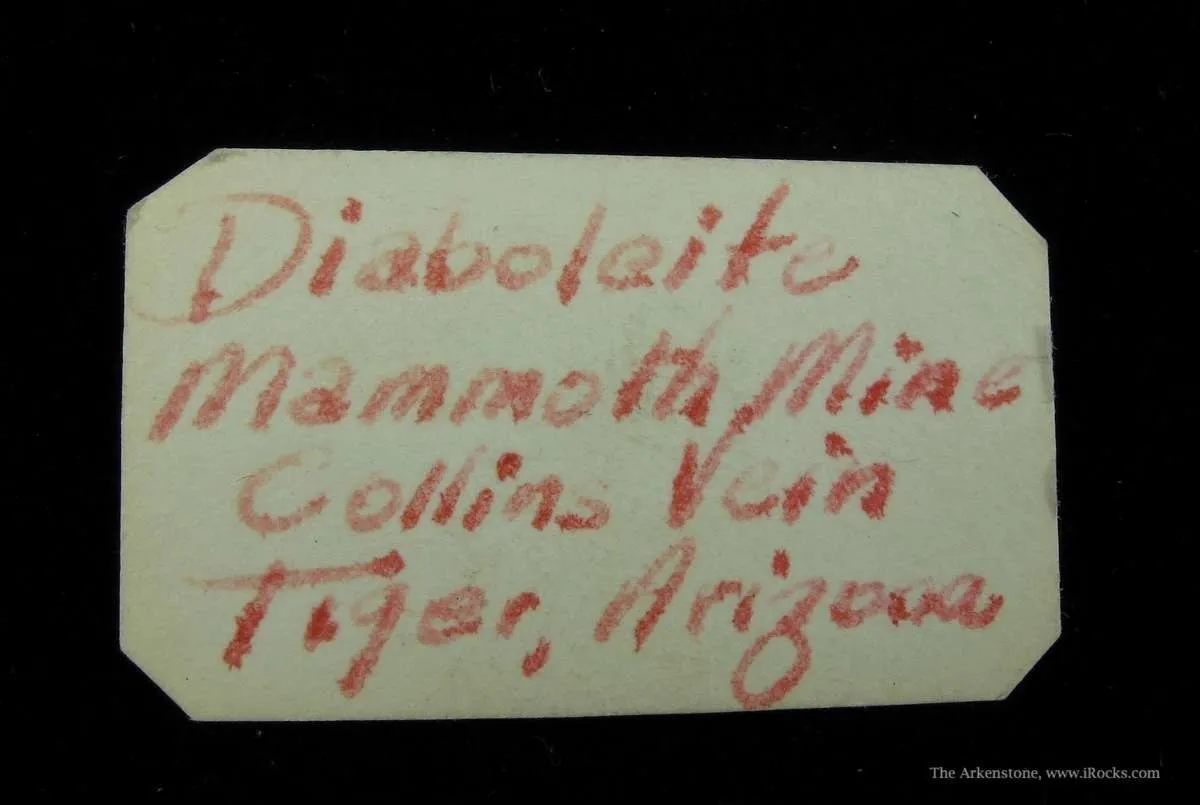 Diaboleite
Mammoth Mine
Collins Vein
Tiger, Arizona
The Arkenstone, www.iRocks.com